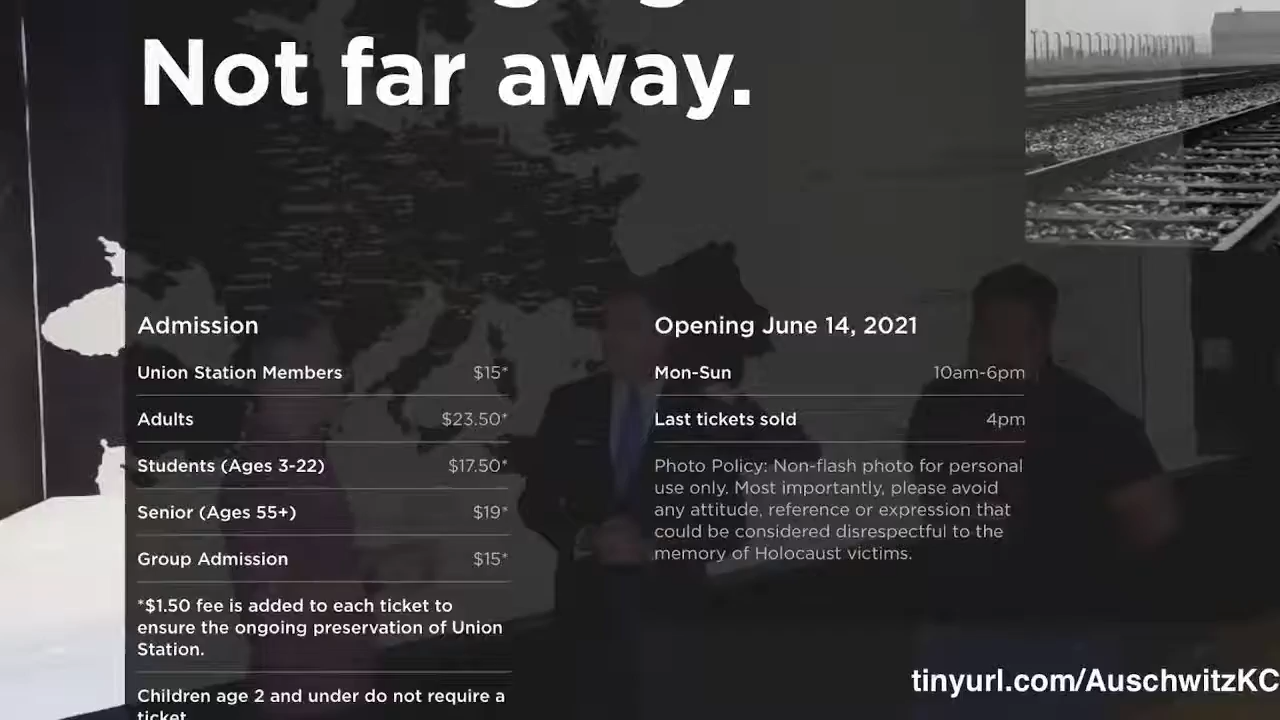 Not far away.
Admission
Union Station Members $15*
Adults $23.50*
Students (Ages 3-22) $17.50*
Senior (Ages 55+) $19*
Group Admission $15*
*$1.50 fee is added to each ticket to
ensure the ongoing preservation of Union
Station.
Children age 2 and under do not require a
ticket
Opening June 14, 2021
Mon-Sun 10am-6pm
Last tickets sold 4pm
Photo Policy: Non-flash photo for personal
use only. Most importantly, please avoid
any attitude, reference or expression that
could be considered disrespectful to the
memory of Holocaust victims.
tinyurl.com/AuschwitzKC